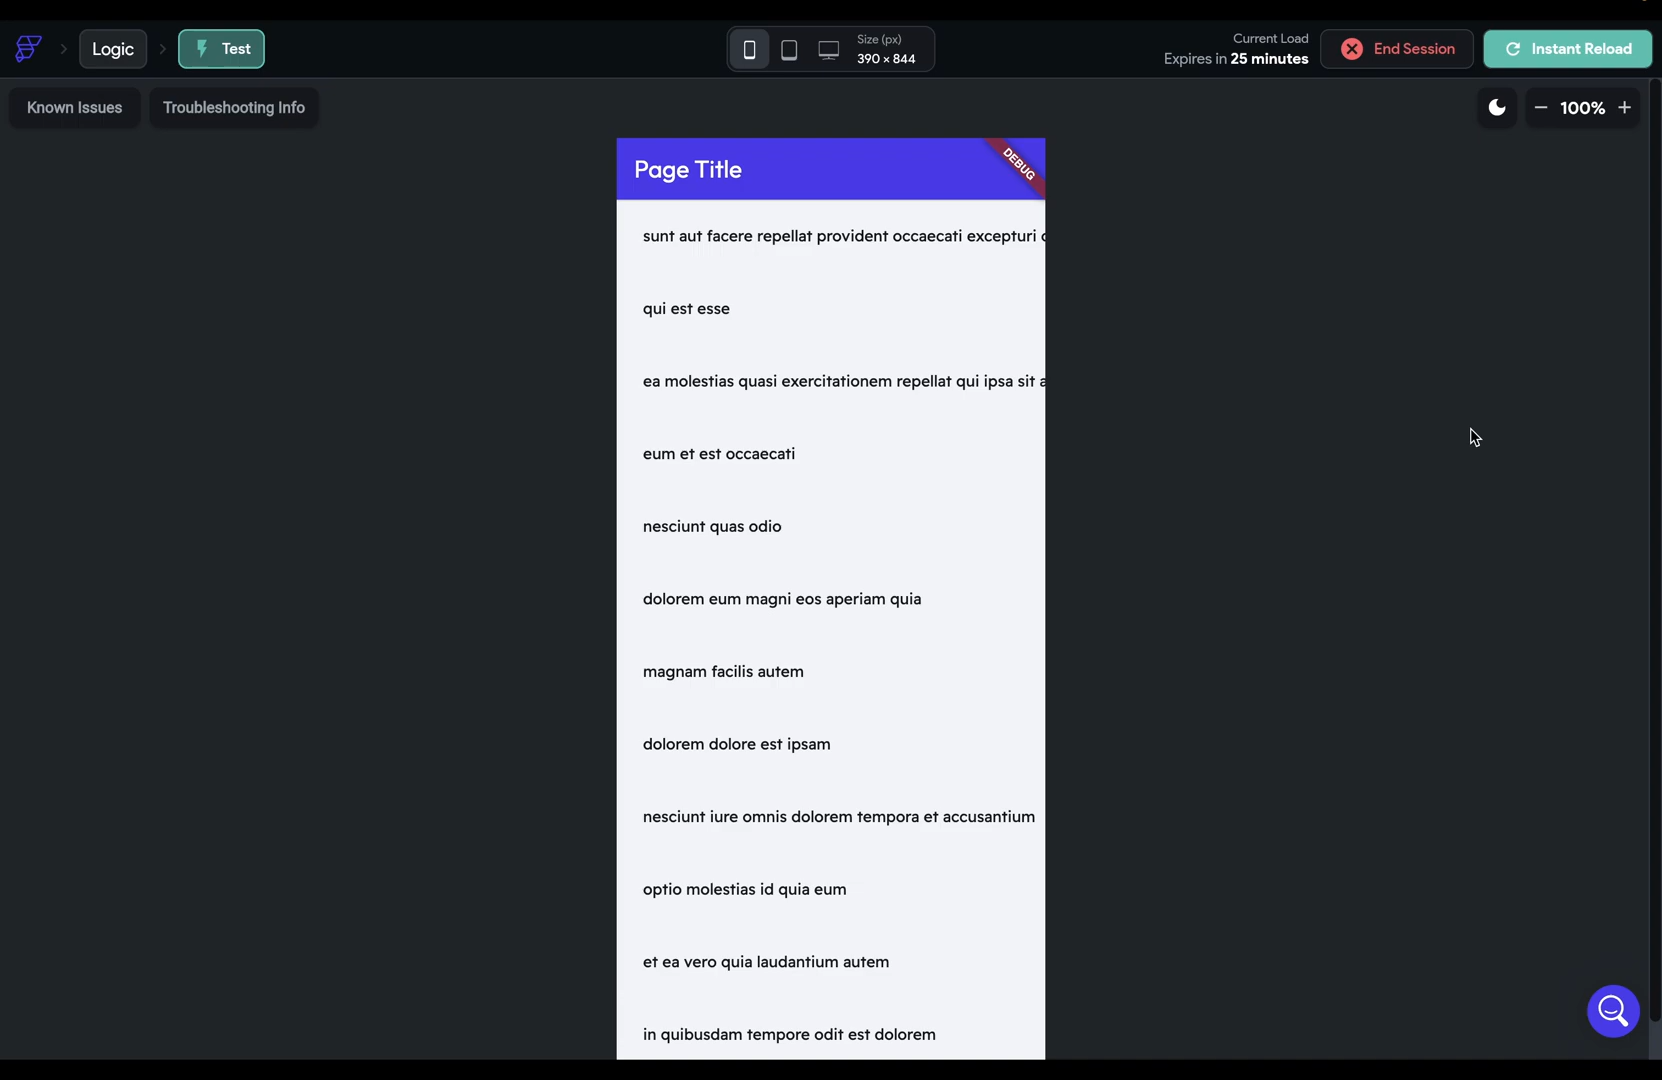 Logic
Test
Size (px)
390 × 844
Current Load
Expires in 25 minutes
End Session
Instant Reload
Known Issues
Troubleshooting Info
100%
Page Title
DEBUG
sunt aut facere repellat provident occaecati excepturi
qui est esse
ea molestias quasi exercitationem repellat qui ipsa sit a
eum et est occaecati
nesciunt quas odio
dolorem eum magni eos aperiam quia
magnam facilis autem
dolorem dolore est ipsam
nesciunt iure omnis dolorem tempora et accusantium
optio molestias id quia eum
et ea vero quia laudantium autem
in quibusdam tempore odit est dolorem